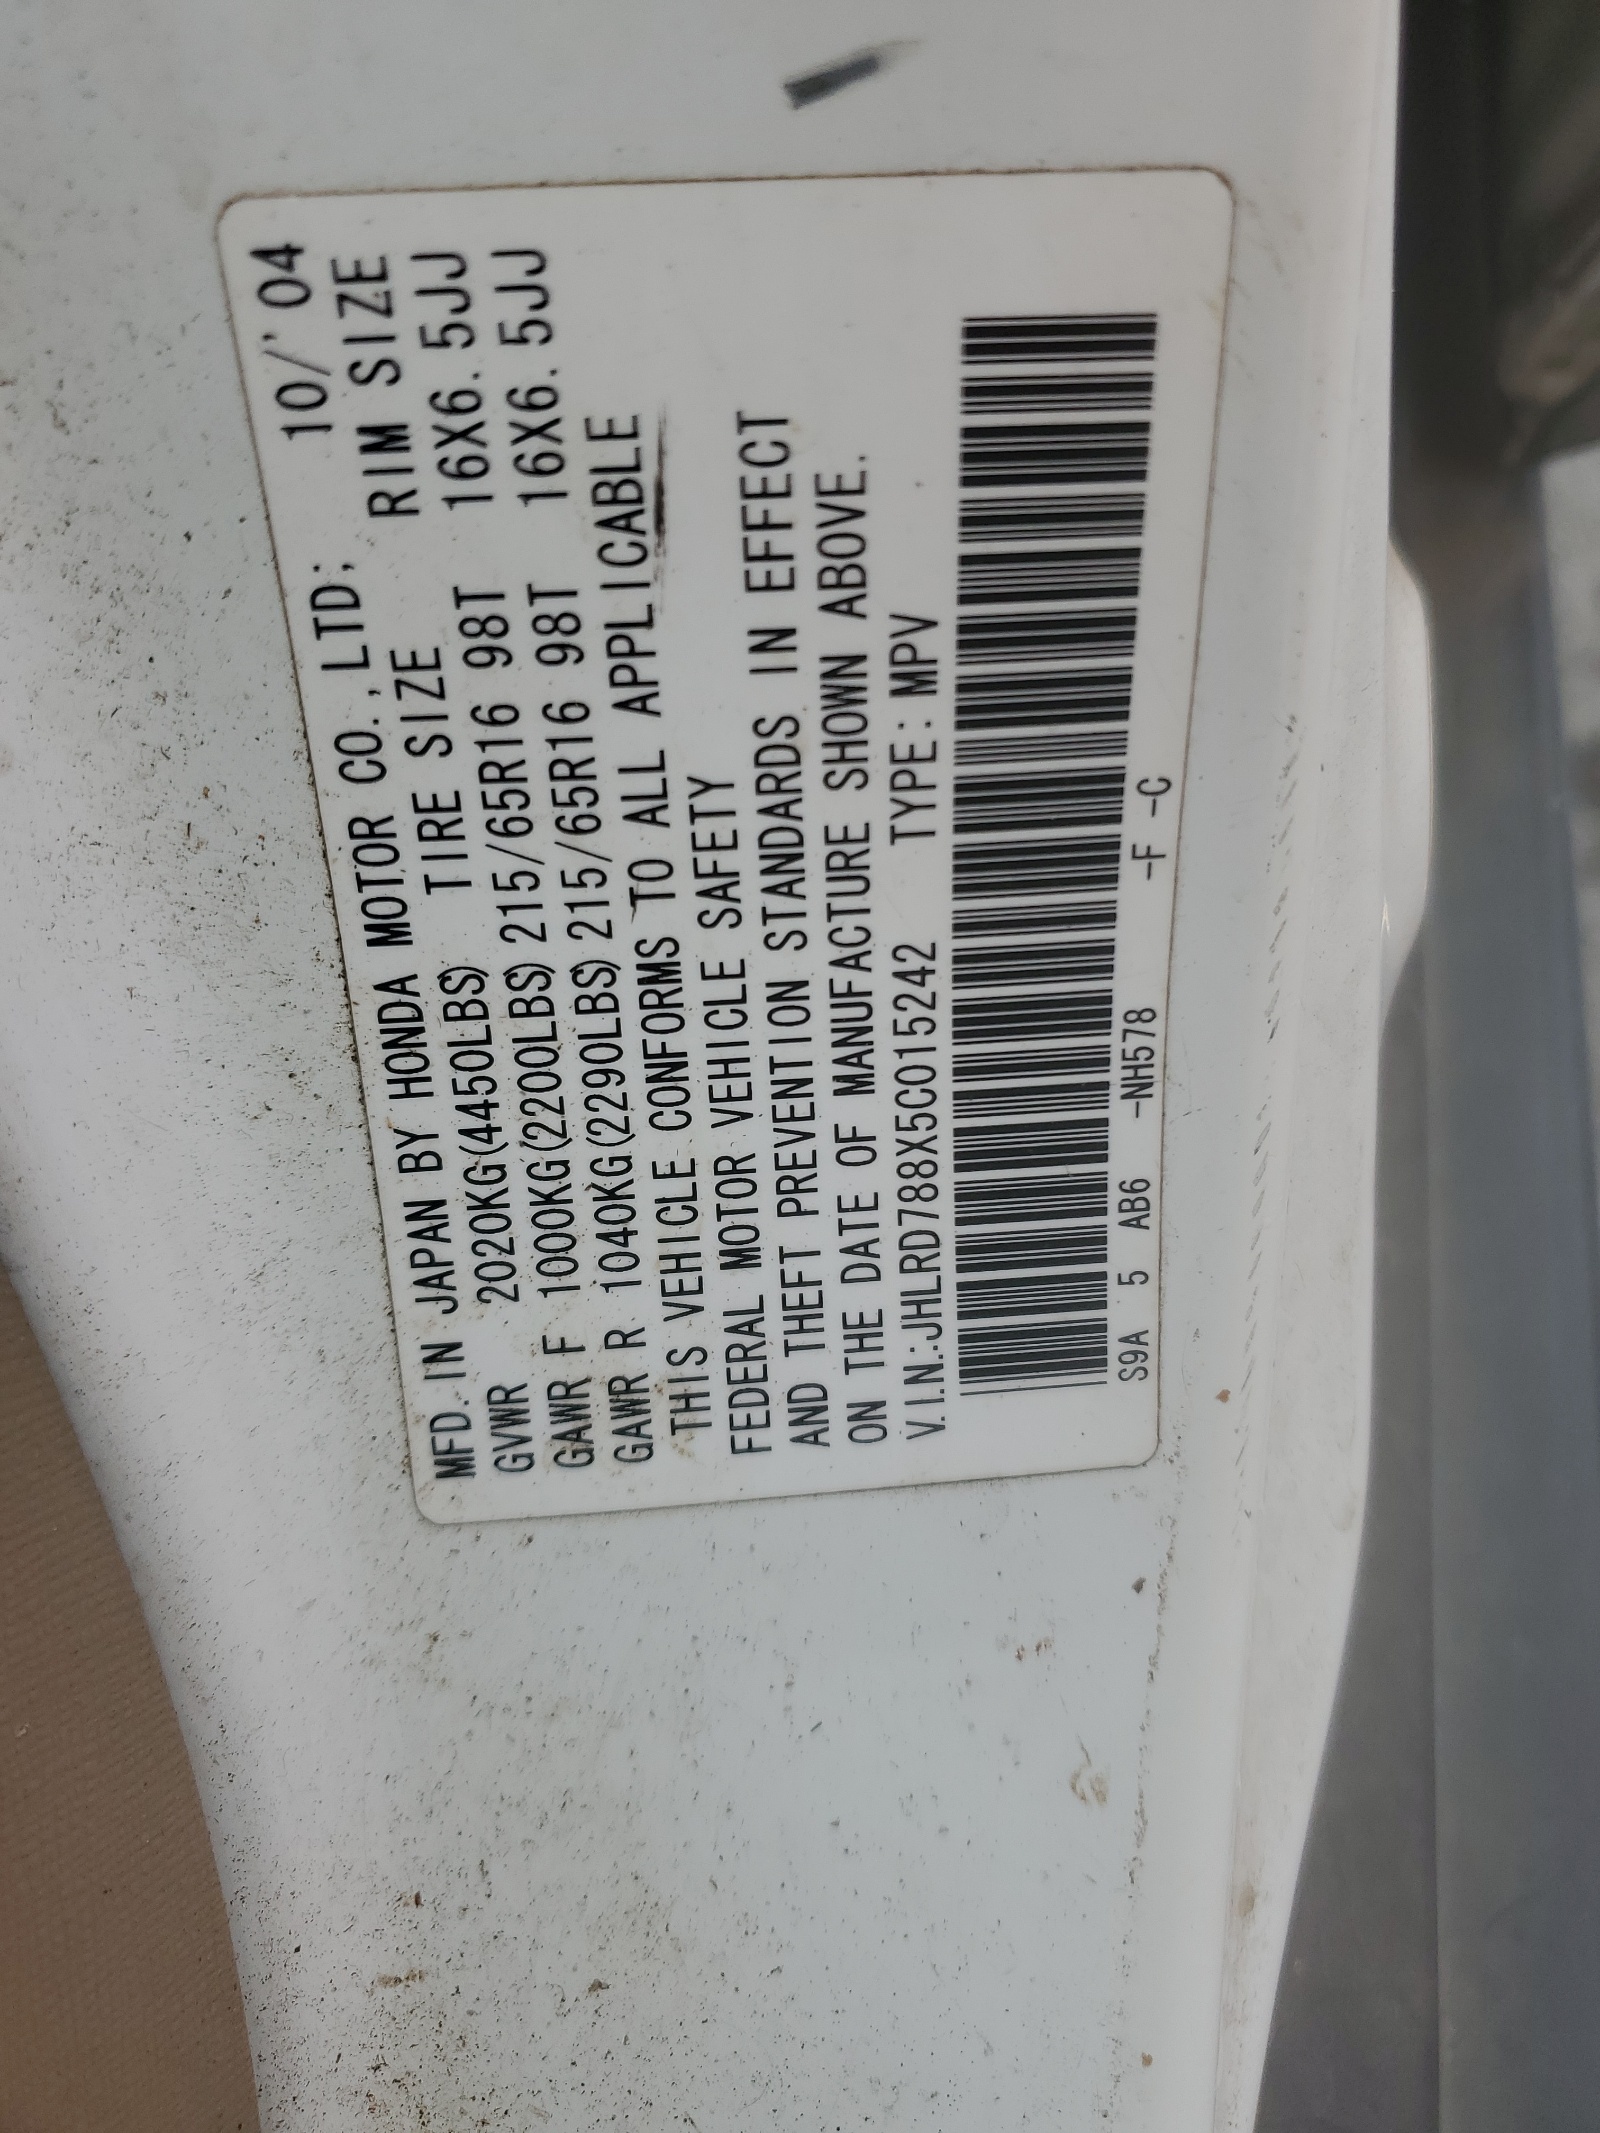 MFD. IN JAPAN BY HONDA MOTOR CO.,LTD; 10/'04
TIRE SIZE RIM SIZE
GVWR 2020KG(4450LBS)
GAWR F 1000KG(2200LBS) 215/65R16 98T 16X6.5JJ
GAWR R 1040KG(2290LBS) 215/65R16 98T 16X6.5JJ
THIS VEHICLE CONFORMS TO ALL APPLICABLE
FEDERAL MOTOR VEHICLE SAFETY
AND THEFT PREVENTION STANDARDS IN EFFECT
ON THE DATE OF MANUFACTURE SHOWN ABOVE.
V.I.N.:JHLRD788X5C015242 TYPE:MPV
S9A 5 AB6 -NH578 -F -C